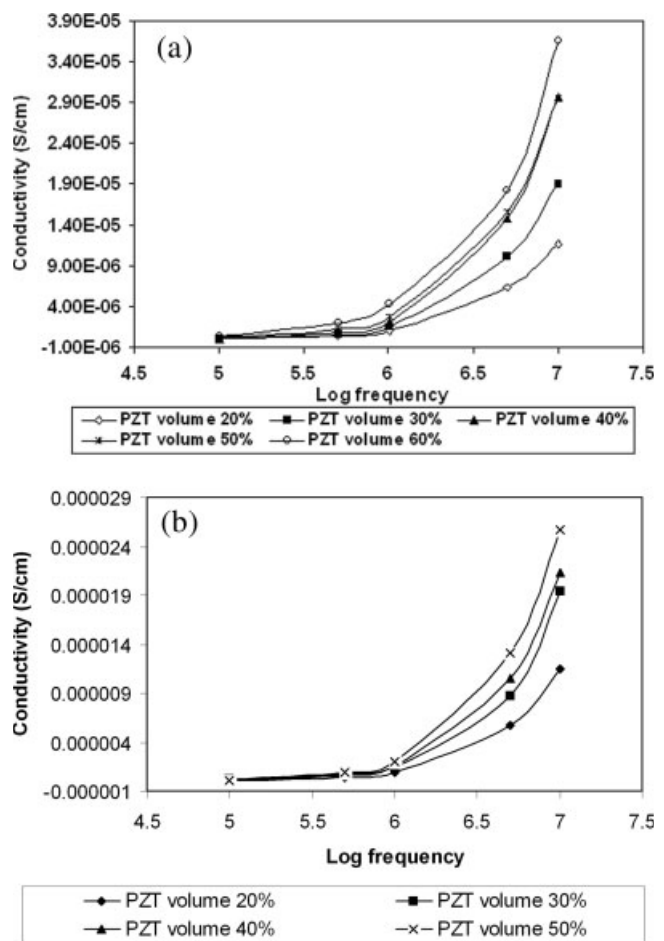 (a)
Conductivity (S/cm)
3.90E-05
3.40E-05
2.90E-05
2.40E-05
1.90E-05
1.40E-05
9.00E-06
4.00E-06
-1.00E-06
4.5 5 5.5 6 6.5 7 7.5
Log frequency
PZT volume 20% PZT volume 30% PZT volume 40%
PZT volume 50% PZT volume 60%
(b)
Conductivity (S/cm)
0.000029
0.000024
0.000019
0.000014
0.000009
0.000004
-0.000001
4.5 5 5.5 6 6.5 7 7.5
Log frequency
PZT volume 20% PZT volume 30%
PZT volume 40% PZT volume 50%